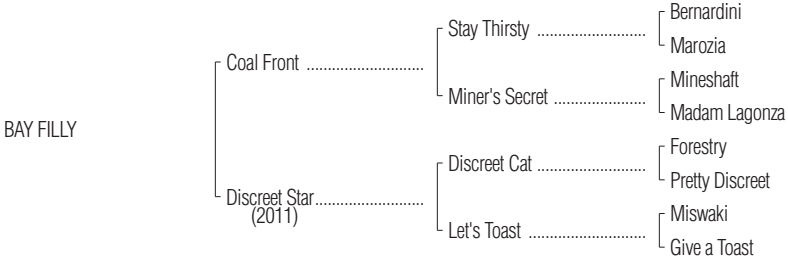 Bernardini
Stay Thirsty ..........................
Marozia
Coal Front ............................
Mineshaft
Miner's Secret ......................
Madam Lagonza
BAY FILLY
Forestry
Discreet Cat ..........................
Pretty Discreet
Discreet Star..........................
(2011)
Miswaki
Let's Toast ............................
Give a Toast